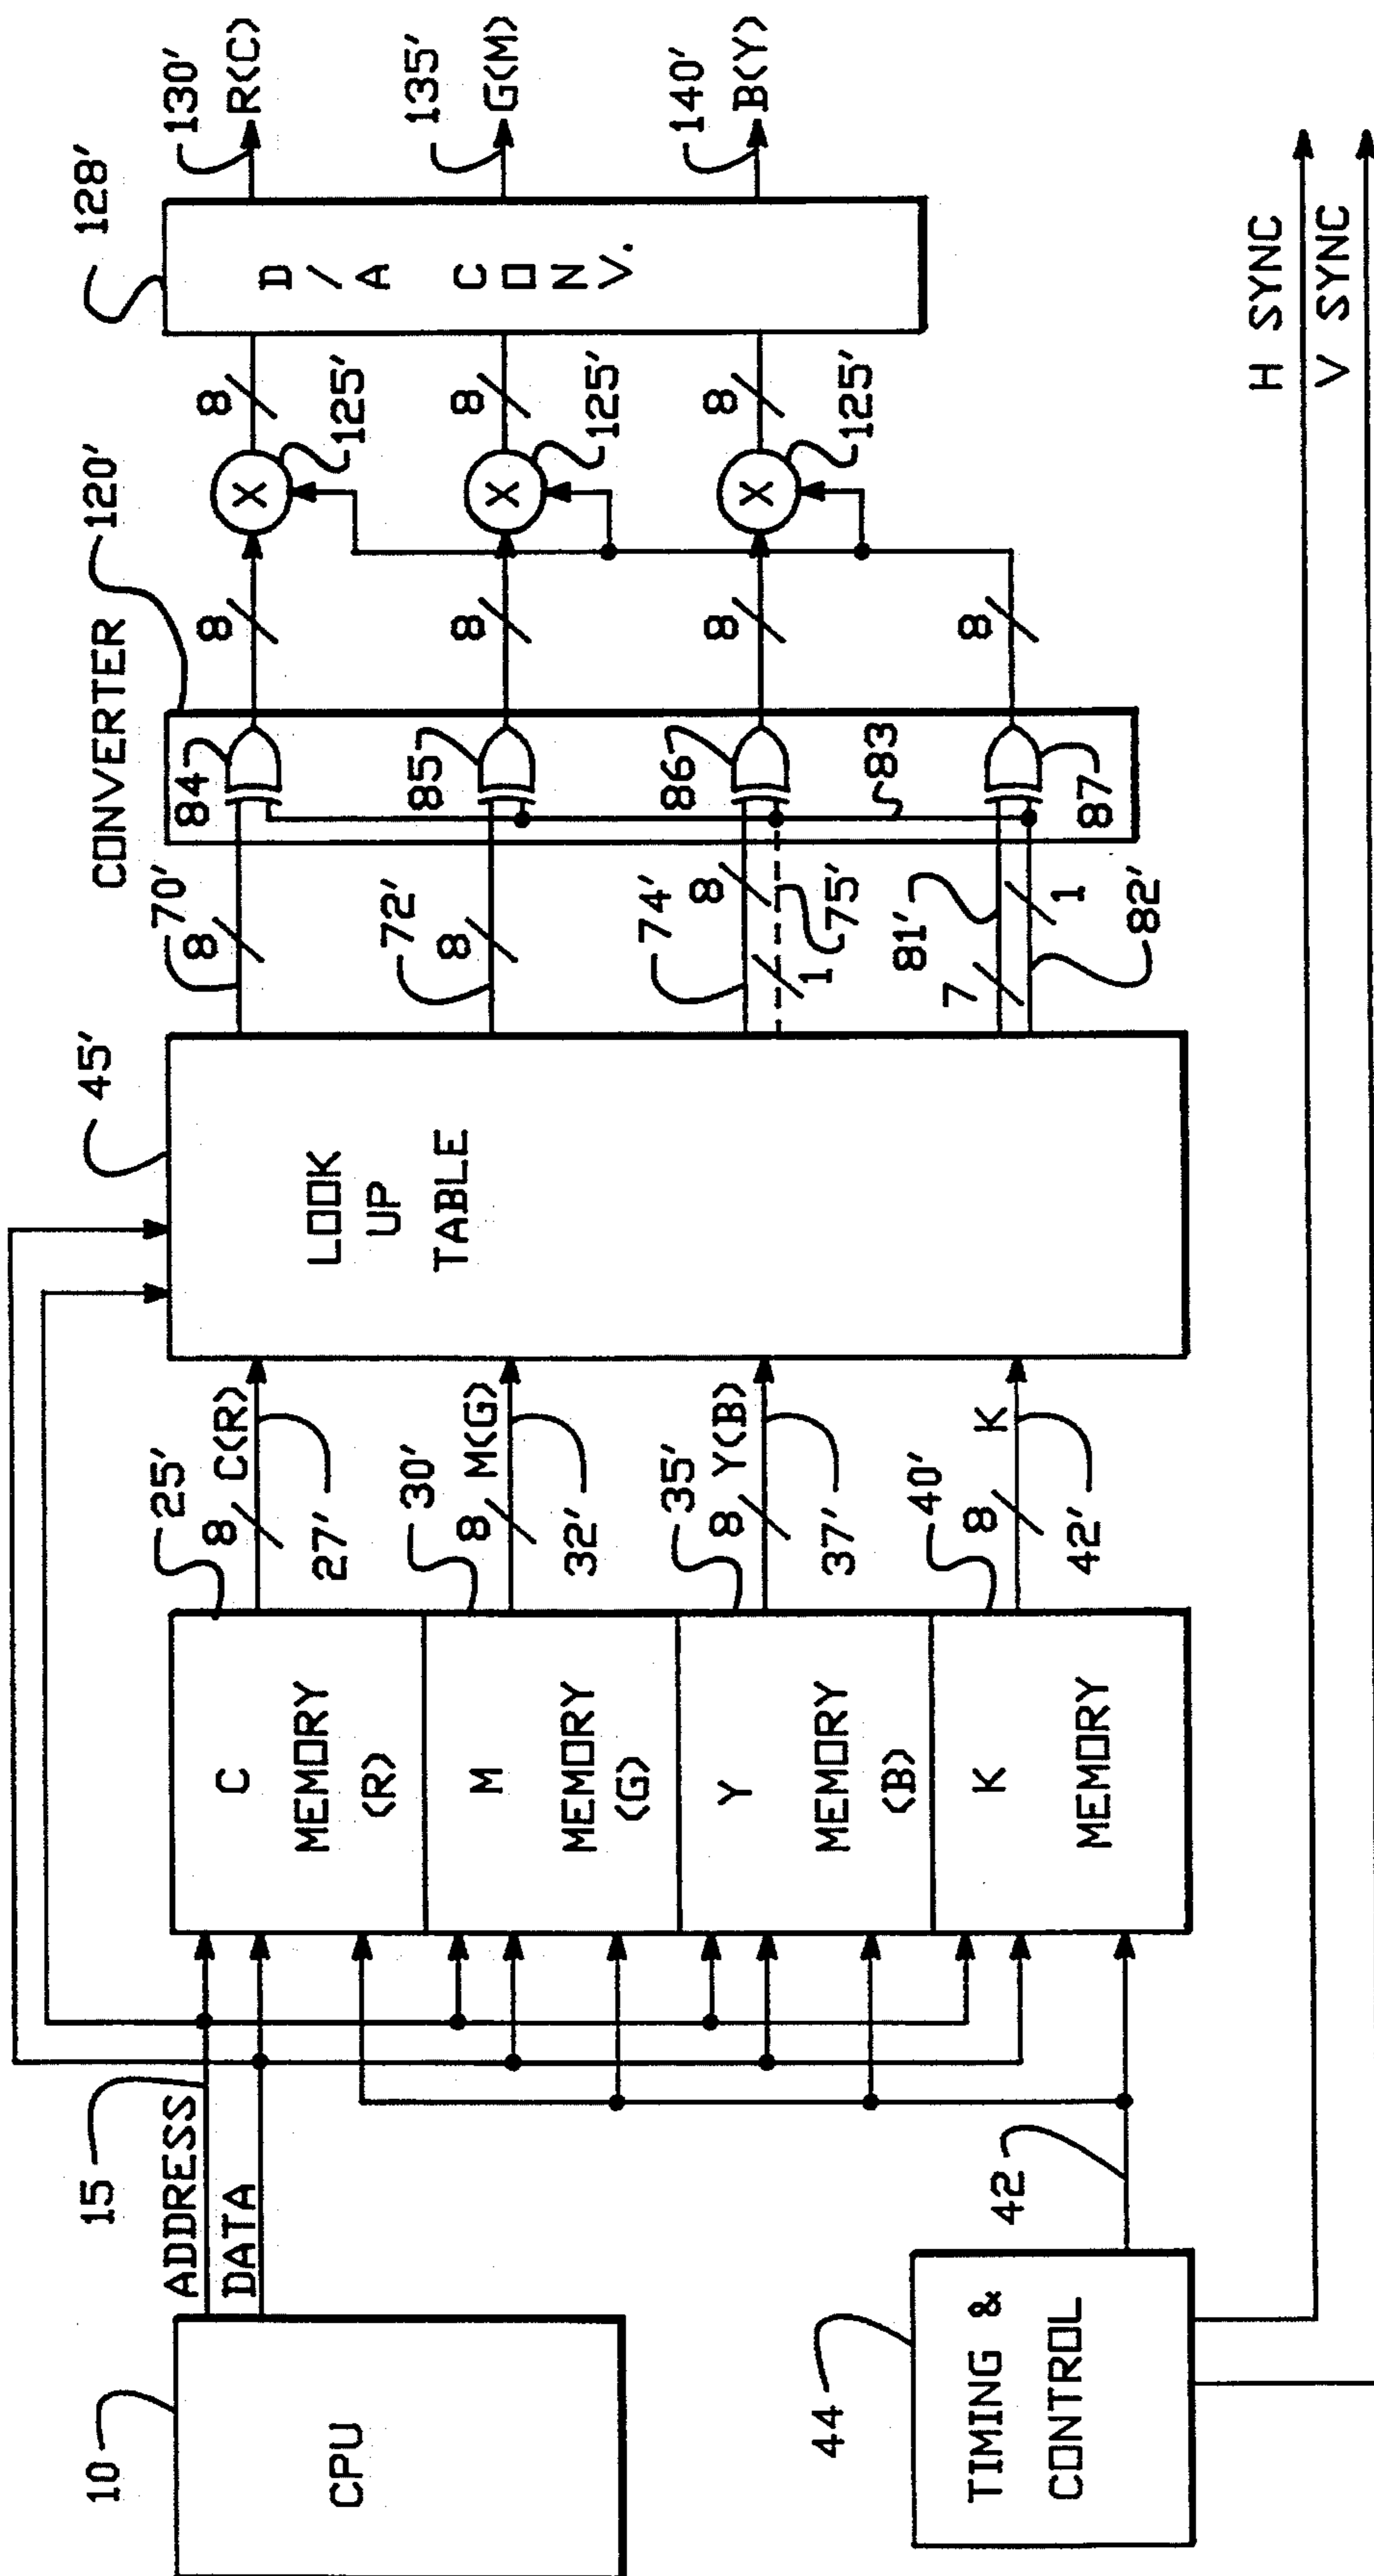 10
CPU
15
ADDRESS
DATA
44
TIMING &
CONTROL
42
C
MEMORY
(R)
M
MEMORY
(G)
Y
MEMORY
(B)
K
MEMORY
25'
8 C(R)
27'
30'
8 M(G)
32'
35'
8 Y(B)
37'
40'
8 K
42'
45'
LOOK
UP
TABLE
70'
8
72'
8
74'
8
1
75'
81'
7
1
82'
CONVERTER
120'
84
85
86
83
87
8
8
8
8
X
125'
X
125'
X
125'
8
8
8
128'
D/A CONV.
130'
R(C)
135'
G(M)
140'
B(Y)
H SYNC
V SYNC